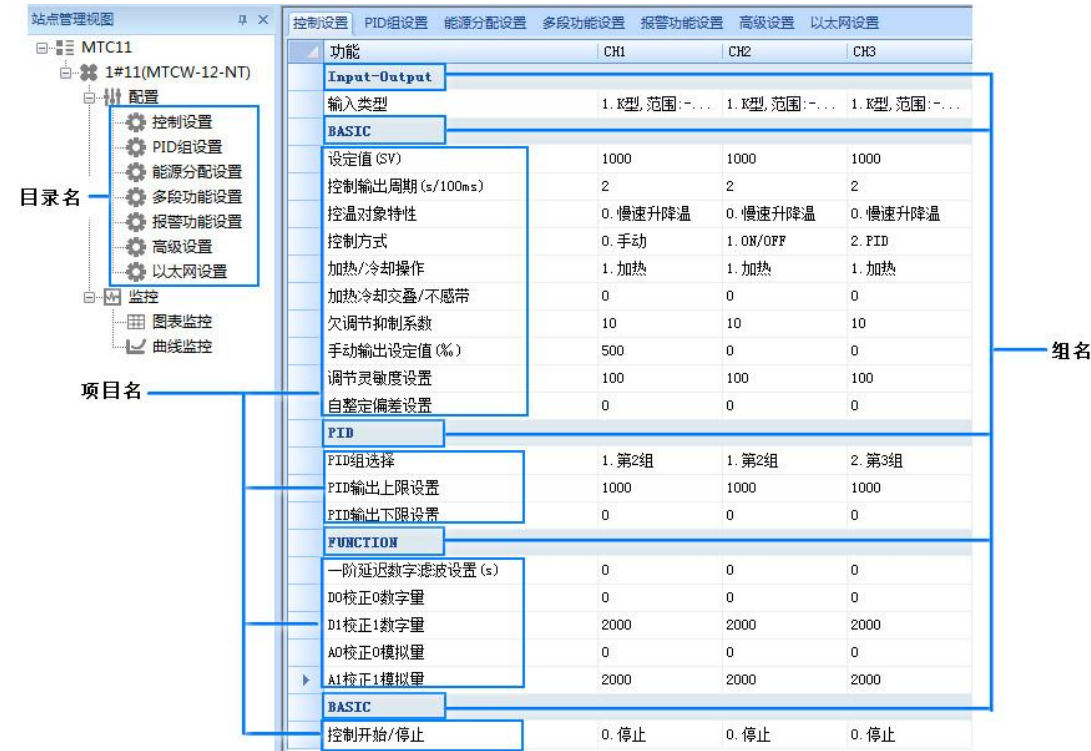 站点管理视图
MTC11
1#11(MTCW-12-NT)
配置
控制设置
PID组设置
能源分配设置
多段功能设置
报警功能设置
高级设置
以太网设置
监控
图表监控
曲线监控
目录名
项目名
组名
控制设置 PID组设置 能源分配设置 多段功能设置 报警功能设置 高级设置 以太网设置
功能 CH1 CH2 CH3
Input-Output
输入类型 1.K型,范围:-... 1.K型,范围:-... 1.K型,范围:-...
BASIC
设定值(SV) 1000 1000 1000
控制输出周期(s/100ms) 2 2 2
控温对象特性 0.慢速升降温 0.慢速升降温 0.慢速升降温
控制方式 0.手动 1.ON/OFF 2.PID
加热/冷却操作 1.加热 1.加热 1.加热
加热冷却交叠/不感带 0 0 0
欠调节抑制系数 10 10 10
手动输出设定值(‰) 500 0 0
调节灵敏度设置 100 100 100
自整定偏差设置 0 0 0
PID
PID组选择 1.第2组 1.第2组 2.第3组
PID输出上限设置 1000 1000 1000
PID输出下限设置 0 0 0
FUNCTION
一阶延迟数字滤波设置(s) 0 0 0
D0校正0数字量 0 0 0
D1校正1数字量 2000 2000 2000
A0校正0模拟量 0 0 0
A1校正1模拟量 2000 2000 2000
BASIC
控制开始/停止 0.停止 0.停止 0.停止